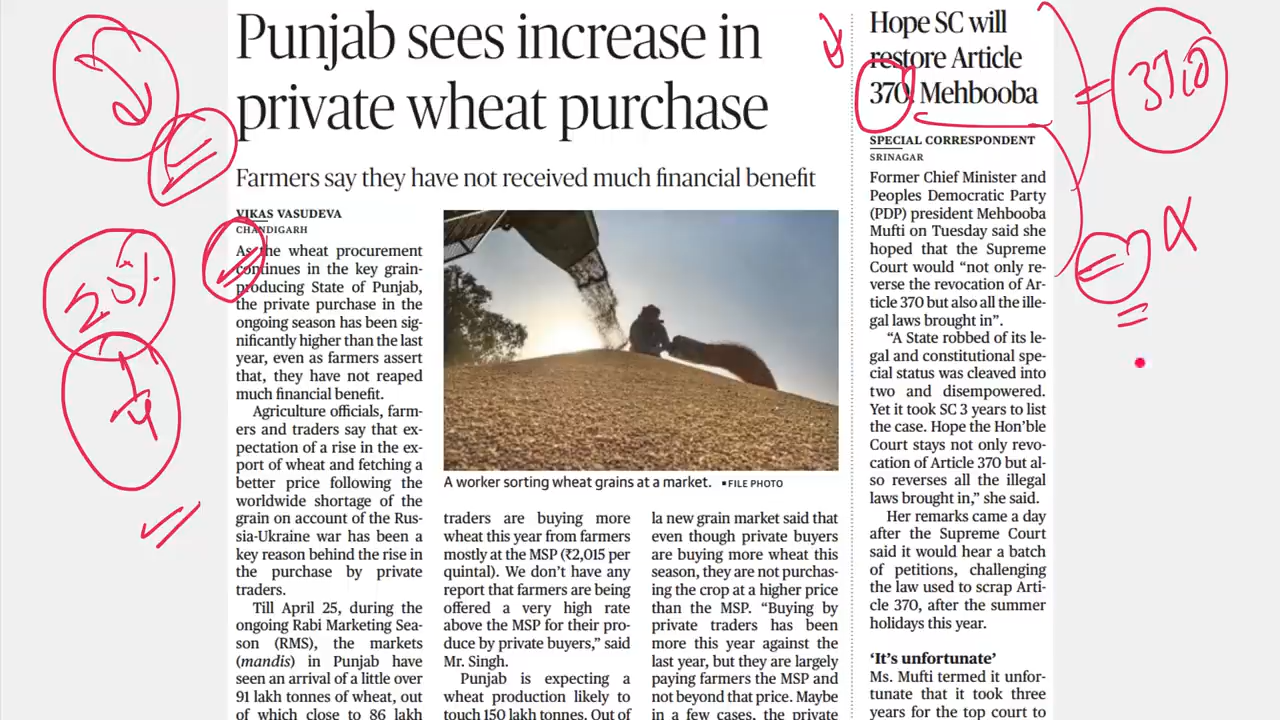 Punjab sees increase in
private wheat purchase
Farmers say they have not received much financial benefit
VIKAS VASUDEVA
CHANDIGARH
As the wheat procurement
continues in the key grain-
producing State of Punjab,
the private purchase in the
ongoing season has been sig-
nificantly higher than the last
year, even as farmers assert
that, they have not reaped
much financial benefit.
Agriculture officials, farm-
ers and traders say that ex-
pectation of a rise in the ex-
port of wheat and fetching a
better price following the
worldwide shortage of the
grain on account of the Rus-
sia-Ukraine war has been a
key reason behind the rise in
the purchase by private
traders.
Till April 25, during the
ongoing Rabi Marketing Sea-
son (RMS), the markets
(mandis) in Punjab have
seen an arrival of a little over
91 lakh tonnes of wheat, out
of which close to 86 lakh
A worker sorting wheat grains at a market. ▪FILE PHOTO
traders are buying more
wheat this year from farmers
mostly at the MSP (₹2,015 per
quintal). We don’t have any
report that farmers are being
offered a very high rate
above the MSP for their pro-
duce by private buyers,” said
Mr. Singh.
Punjab is expecting a
wheat production likely to
touch 150 lakh tonnes. Out of
la new grain market said that
even though private buyers
are buying more wheat this
season, they are not purchas-
ing the crop at a higher price
than the MSP. “Buying by
private traders has been
more this year against the
last year, but they are largely
paying farmers the MSP and
not beyond that price. Maybe
in a few cases, the private
Hope SC will
restore Article
370: Mehbooba
SPECIAL CORRESPONDENT
SRINAGAR
Former Chief Minister and
Peoples Democratic Party
(PDP) president Mehbooba
Mufti on Tuesday said she
hoped that the Supreme
Court would “not only re-
verse the revocation of Ar-
ticle 370 but also all the ille-
gal laws brought in”.
“A State robbed of its le-
gal and constitutional spe-
cial status was cleaved into
two and disempowered.
Yet it took SC 3 years to list
the case. Hope the Hon’ble
Court stays not only revo-
cation of Article 370 but al-
so reverses all the illegal
laws brought in,” she said.
Her remarks came a day
after the Supreme Court
said it would hear a batch
of petitions, challenging
the law used to scrap Arti-
cle 370, after the summer
holidays this year.
‘It’s unfortunate’
Ms. Mufti termed it unfor-
tunate that it took three
years for the top court to
25%
370